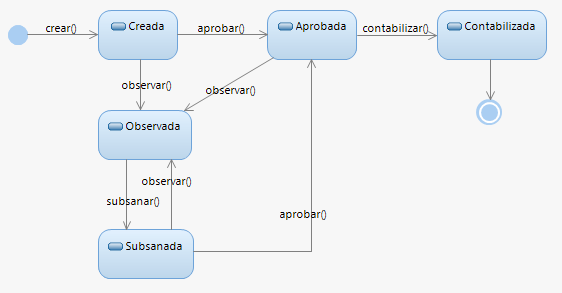 crear()
Creada
aprobar()
Aprobada
contabilizar()
Contabilizada
observar()
observar()
Observada
observar()
subsanar()
aprobar()
Subsanada